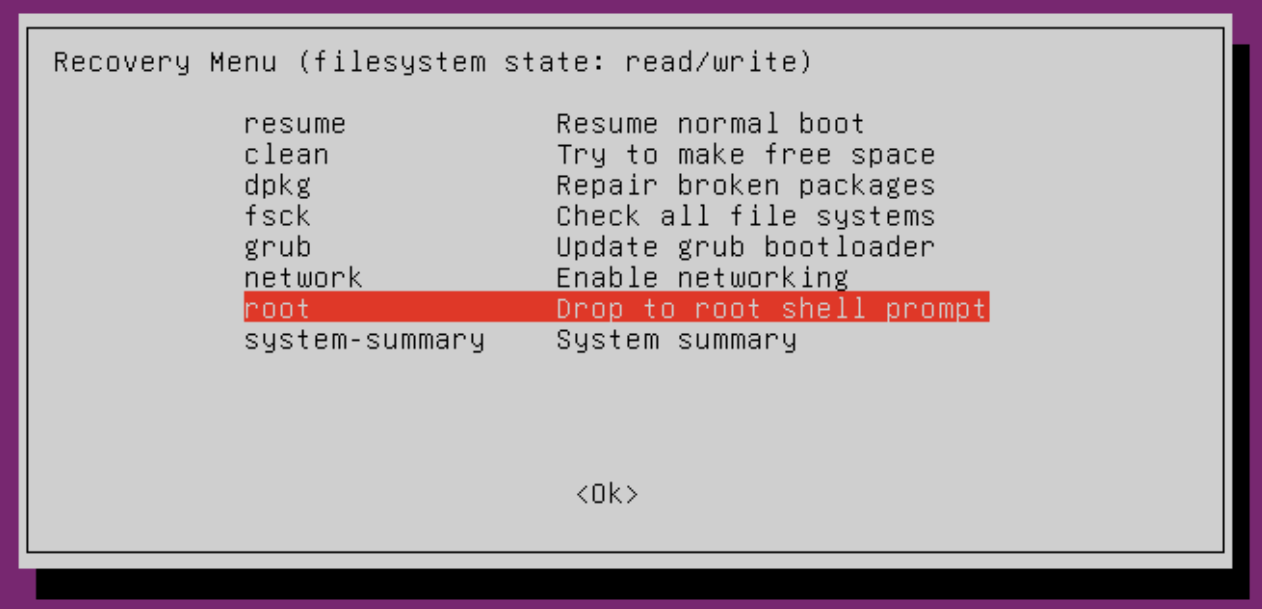 Recovery Menu (filesystem state: read/write)
resume Resume normal boot
clean Try to make free space
dpkg Repair broken packages
fsck Check all file systems
grub Update grub bootloader
network Enable networking
root Drop to root shell prompt
system-summary System summary
<Ok>